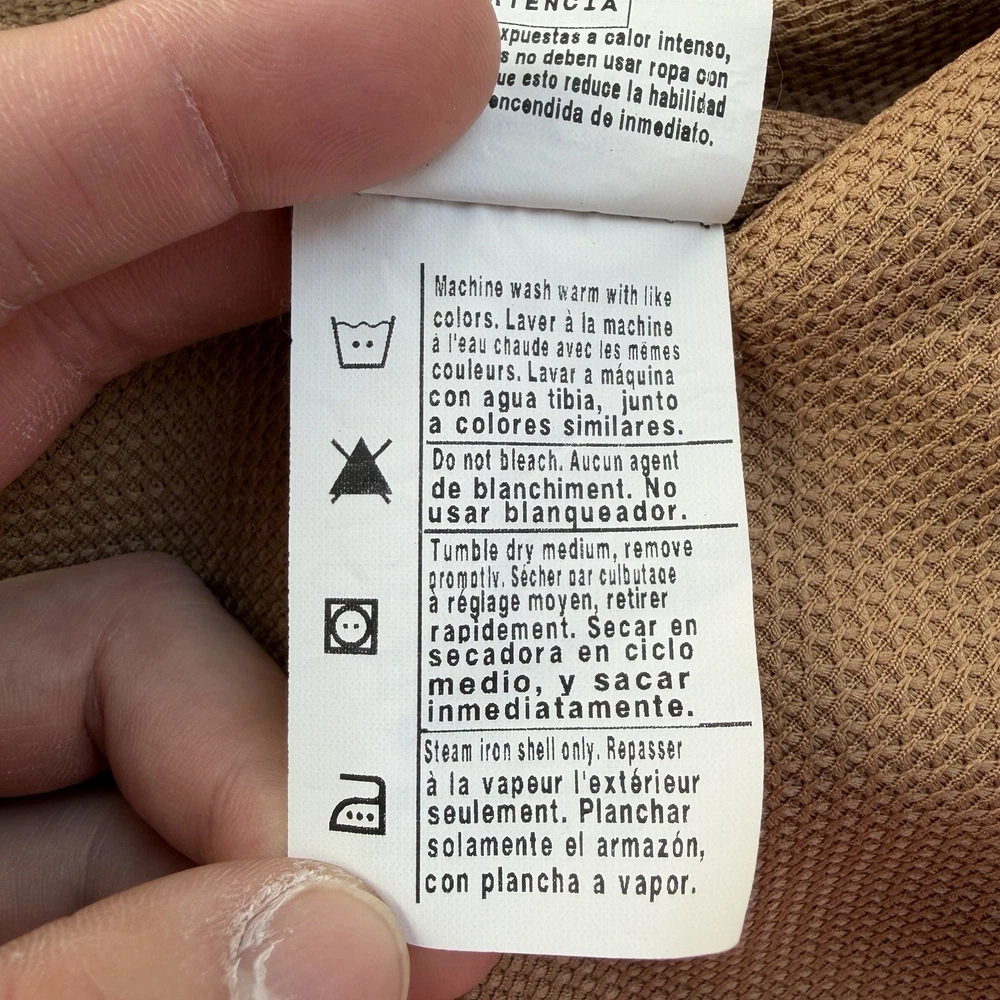 xpuestas a calor intenso,
s no deben usar ropa con
ue esto reduce la habilidad
encendida de inmediato.
Machine wash warm with like
colors. Laver à la machine
à l'eau chaude avec les mêmes
couleurs. Lavar a máquina
con agua tibia, junto
a colores similares.
Do not bleach. Aucun agent
de blanchiment. No
usar blanqueador.
Tumble dry medium, remove
promptly. Sécher par culbutage
à réglage moyen, retirer
rapidement. Secar en
secadora en ciclo
medio, y sacar
inmediatamente.
Steam iron shell only. Repasser
à la vapeur l'extérieur
seulement. Planchar
solamente el armazón,
con plancha a vapor.